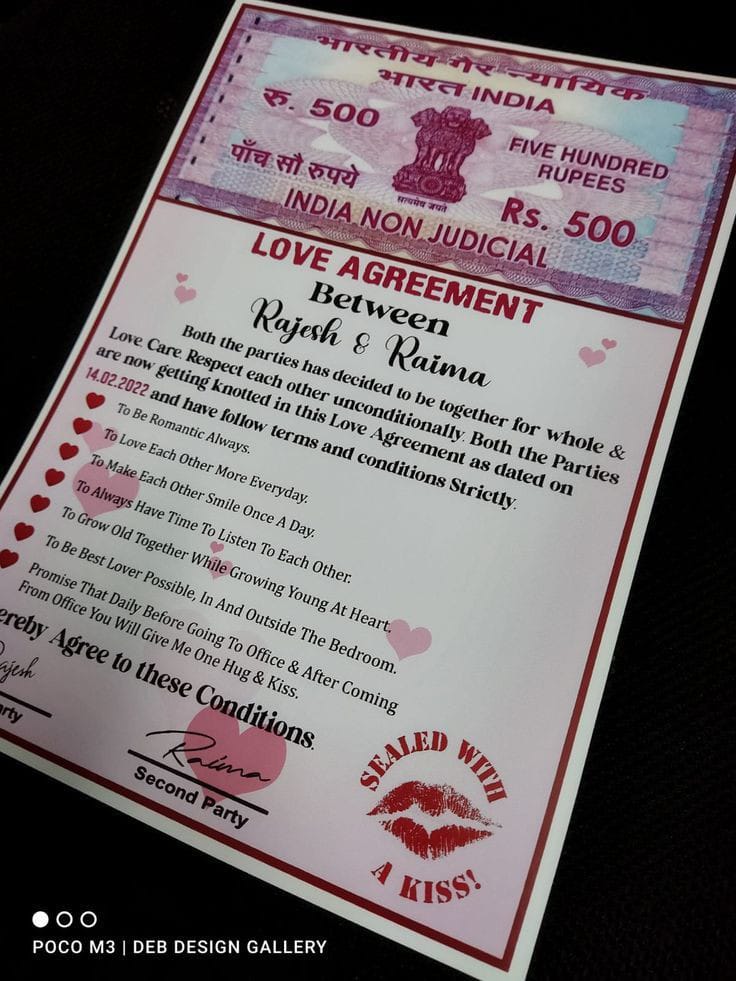 भारतीय गैर न्यायिक
भारत INDIA
रु. 500
FIVE HUNDRED
RUPEES
पाँच सौ रुपये
सत्यमेव जयते
Rs. 500
INDIA NON JUDICIAL
LOVE AGREEMENT
Between
Rajesh & Raima
Both the parties has decided to be together for whole &
Love, Care, Respect each other unconditionally. Both the Parties
are now getting knotted in this Love Agreement as dated on
14.02.2022 and have follow terms and conditions Strictly.
To Be Romantic Always.
To Love Each Other More Everyday.
To Make Each Other Smile Once A Day.
To Always Have Time To Listen To Each Other.
To Grow Old Together While Growing Young At Heart.
To Be Best Lover Possible, In And Outside The Bedroom.
Promise That Daily Before Going To Office & After Coming
From Office You Will Give Me One Hug & Kiss.
ereby Agree to these Conditions.
Rajesh
arty
Raima
Second Party
SEALED WITH
A KISS!
POCO M3 | DEB DESIGN GALLERY